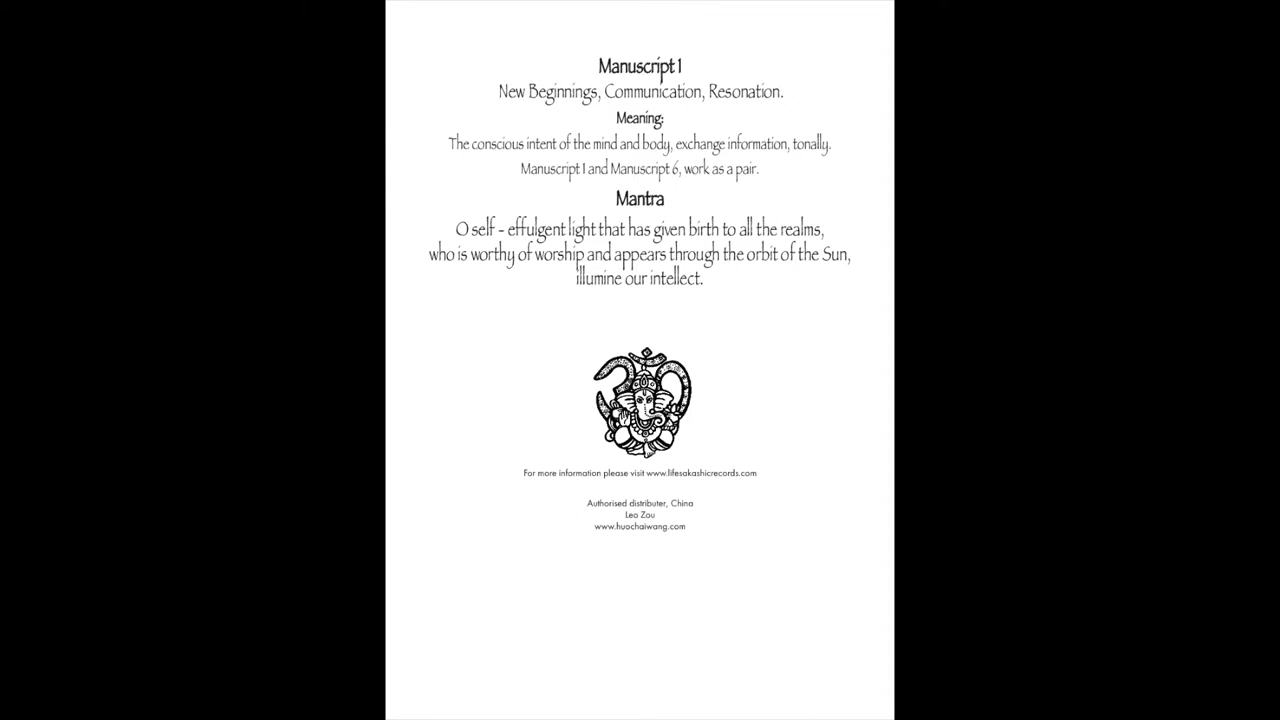 Manuscript 1
New Beginnings, Communication, Resonation.
Meaning:
The conscious intent of the mind and body, exchange information, tonally.
Manuscript 1 and Manuscript 6, work as a pair.
Mantra
O self - effulgent light that has given birth to all the realms,
who is worthy of worship and appears through the orbit of the Sun,
illumine our intellect.
For more information please visit www.lifesakashicrecords.com
Authorised distributer, China
Leo Zou
www.huochaiwang.com